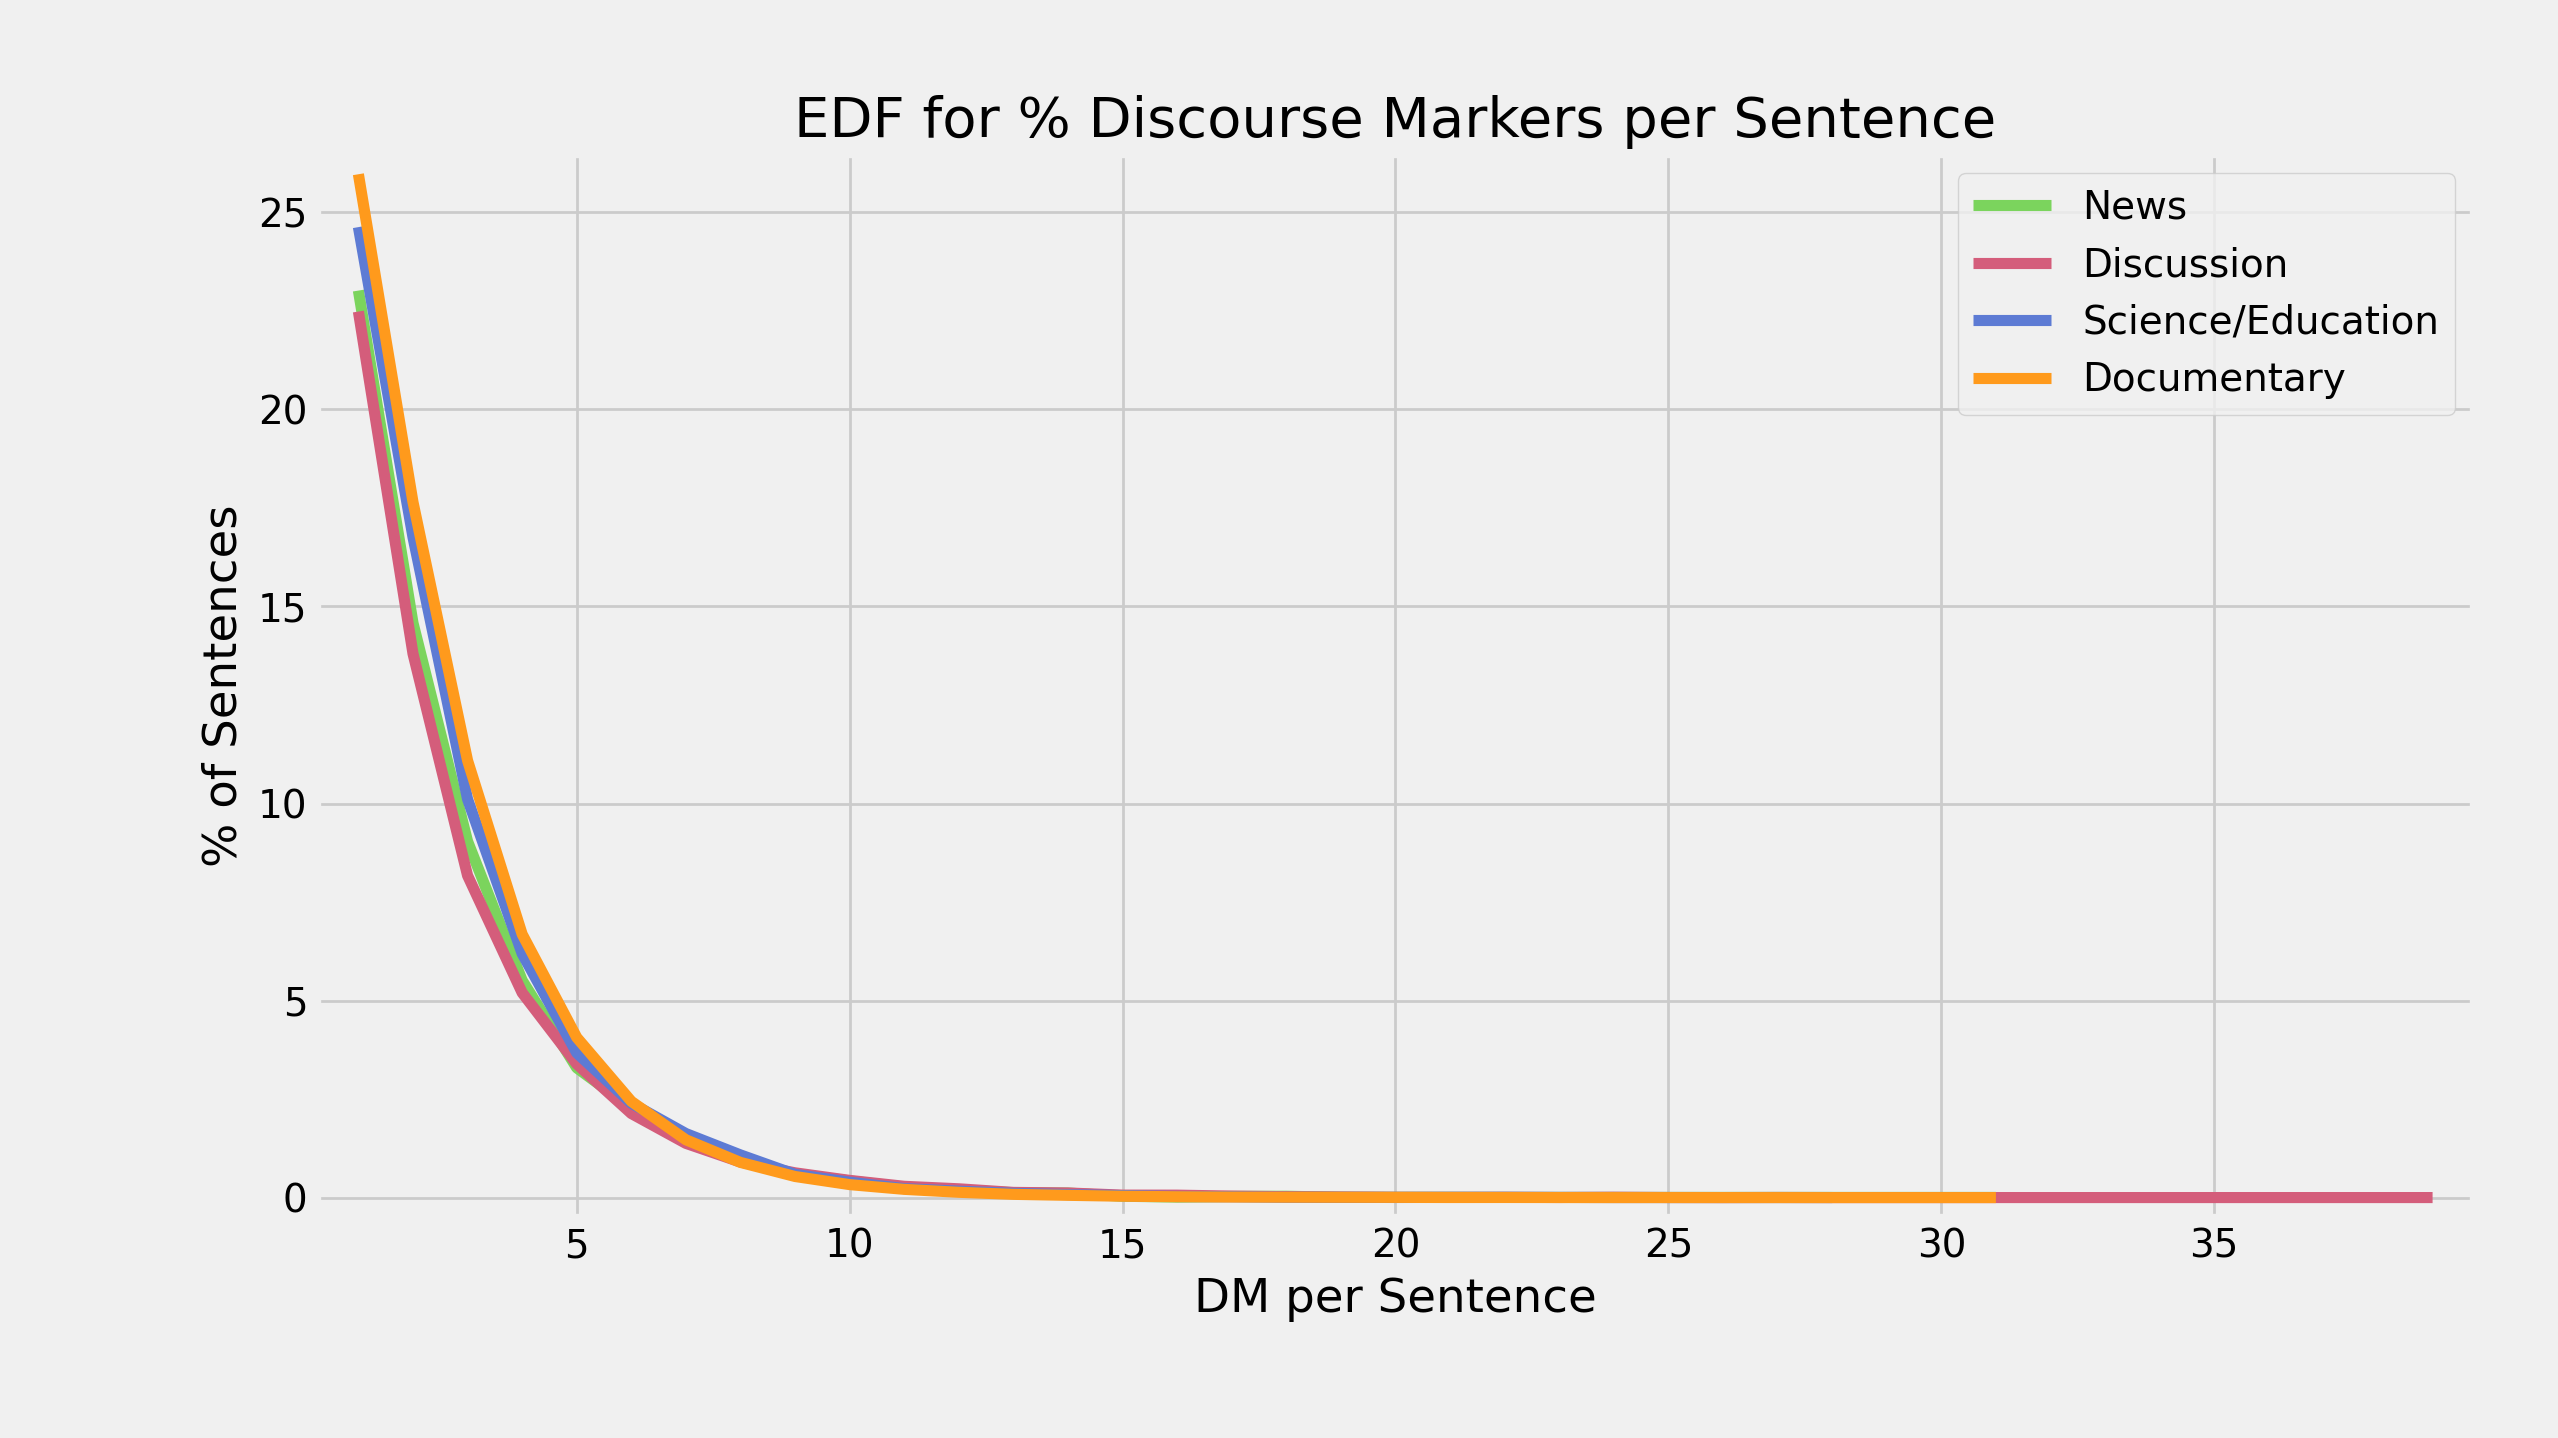 EDF for % Discourse Markers per Sentence
News
Discussion
Science/Education
Documentary
% of Sentences
25
20
15
10
5
0
5 10 15 20 25 30 35
DM per Sentence